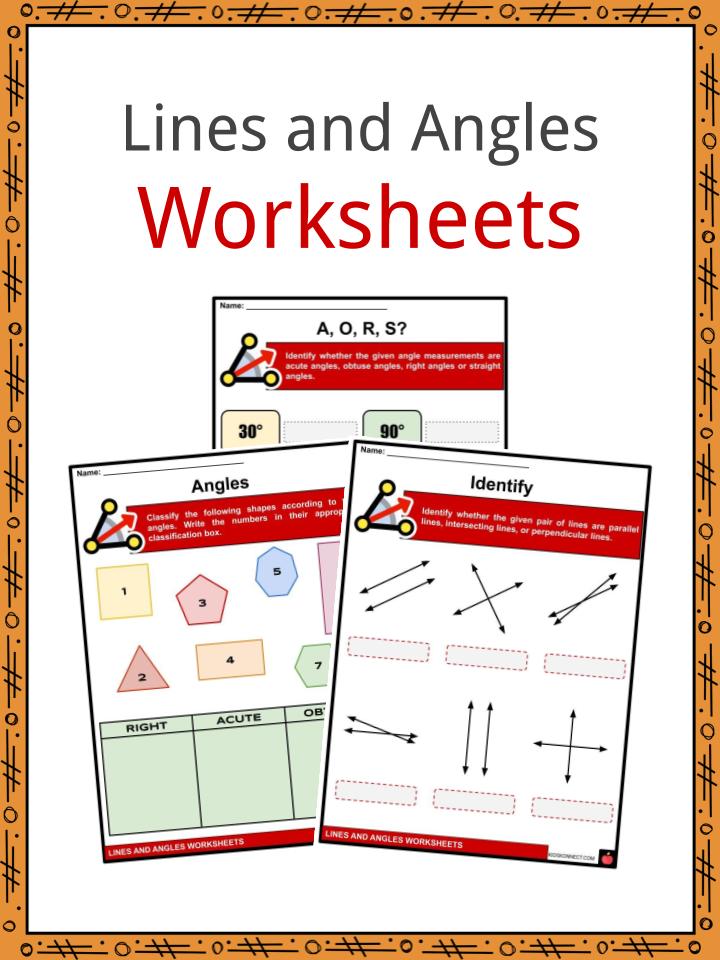 Lines and Angles
Worksheets
Name:
A, O, R, S?
Identify whether the given angle measurements are
acute angles, obtuse angles, right angles or straight
angles.
30°
90°
Name:
Angles
Classify the following shapes according to
angles. Write the numbers in their
classification box.
1
3
5
2
4
7
RIGHT
ACUTE
LINES AND ANGLES WORKSHEETS
Name:
Identify
Identify whether the given pair of lines are parallel
lines, intersecting lines, or perpendicular lines.
LINES AND ANGLES WORKSHEETS
KIDSKONNECT.COM